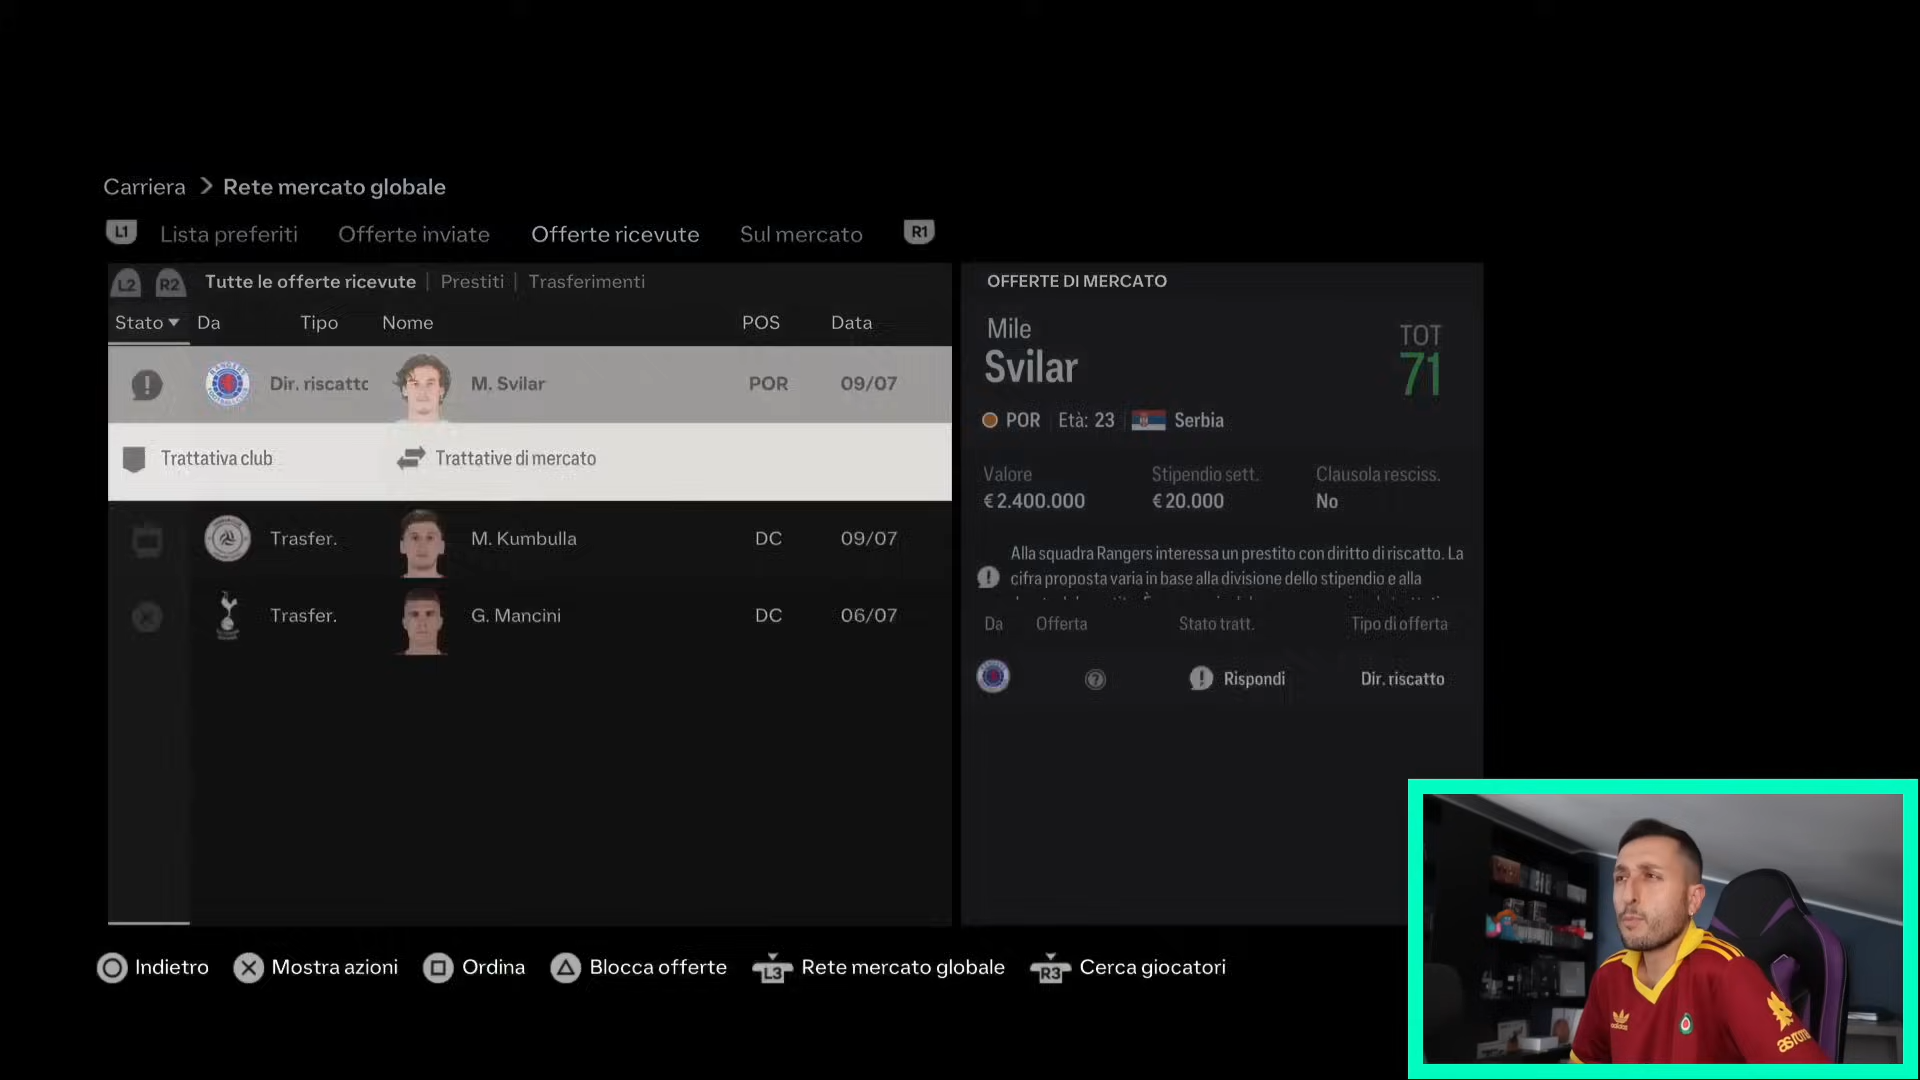 Carriera > Rete mercato globale
L1 Lista preferiti Offerte inviate Offerte ricevute Sul mercato R1
L2 R2 Tutte le offerte ricevute | Prestiti | Trasferimenti
Stato Da Tipo Nome POS Data
Dir. riscatto M. Svilar POR 09/07
Trattativa club Trattative di mercato
Trasfer. M. Kumbulla DC 09/07
Trasfer. G. Mancini DC 06/07
OFFERTE DI MERCATO
Mile
Svilar
TOT
71
POR Età: 23 Serbia
Valore Stipendio sett. Clausola resciss.
€ 2.400.000 € 20.000 No
Alla squadra Rangers interessa un prestito con diritto di riscatto. La
cifra proposta varia in base alla divisione dello stipendio e alla
Da Offerta Stato tratt. Tipo di offerta
Rispondi Dir. riscatto
Indietro Mostra azioni Ordina Blocca offerte L3 Rete mercato globale R3 Cerca giocatori
adidas
as roma